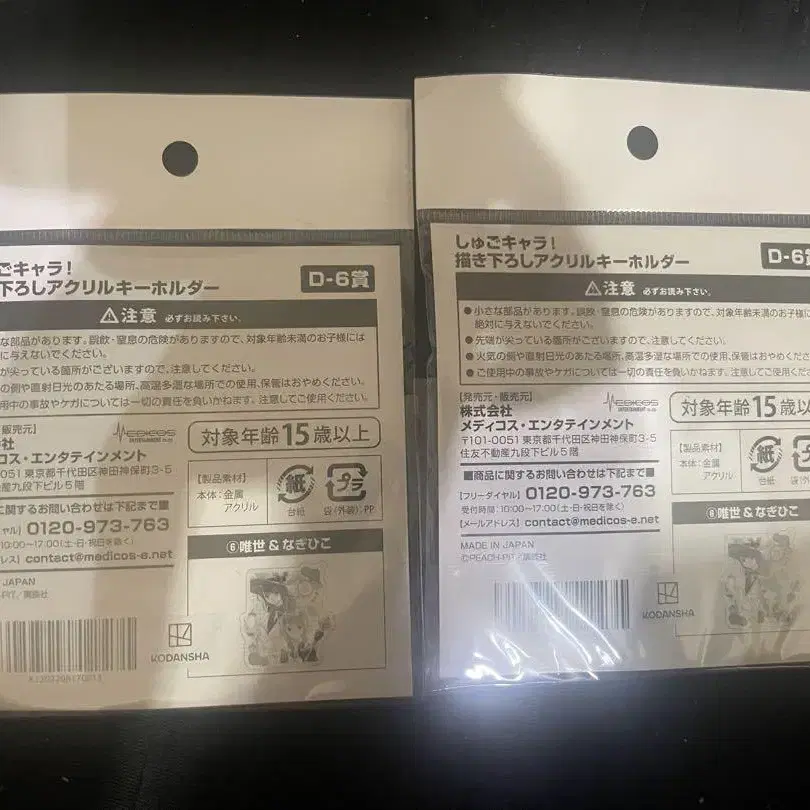 ごキャラ！
下ろしアクリルキーホルダー
D-6賞
注意 必ずお読み下さい。
な部品があります。誤飲・窒息の危険がありますので、対象年齢未満のお子様には
に与えないでください。
が尖っている箇所がございますので、注意してください。
の側や直射日光のあたる場所、高温多湿な場所での使用、保管はおやめください。
用中の事故やケガについては一切の責任を負いかねます。注意してご使用ください。
・販売元]
社
コス・エンタテインメント
-0051 東京都千代田区神田神保町3-5
産九段下ビル5階
MEDICOS
ENTERTAINMENT
対象年齢15歳以上
に関するお問い合わせは下記まで■
ヤル] 0120-973-763
10:00〜17:00(土・日・祝日を除く)
レス] contact@medicos-e.net
【製品素材】
本体：金属
アクリル
紙
台紙
プラ
袋(外装)：PP
⑥唯世＆なぎひこ
JAPAN
-PIT／講談社
KODANSHA
しゅごキャラ！
描き下ろしアクリルキーホルダー
D-6賞
注意 必ずお読み下さい。
●小さな部品があります。誤飲・窒息の危険がありますので、対象年齢未満のお子様に
絶対に与えないでください。
●先端が尖っている箇所がございますので、注意してください。
●火気の側や直射日光のあたる場所、高温多湿な場所での使用、保管はおやめくださ
●ご使用中の事故やケガについては一切の責任を負いかねます。注意してご使用くださ
[発売元・販売元]
株式会社
メディコス・エンタテインメント
〒101-0051 東京都千代田区神田神保町3-5
住友不動産九段下ビル5階
MEDICOS
ENTERTAINMENT
対象年齢15歳以
■商品に関するお問い合わせは下記まで■
[フリーダイヤル] 0120-973-763
受付時間：10:00〜17:00(土・日・祝日を除く)
[メールアドレス] contact@medicos-e.net
【製品素材】
本体：金属
アクリル
紙
台紙
袋(
⑥唯世＆なぎひこ
MADE IN JAPAN
©PEACH-PIT／講談社
KODANSHA